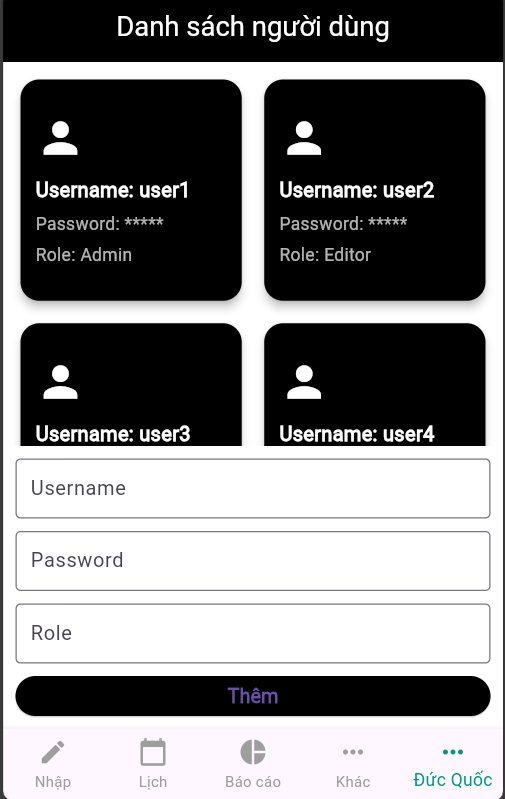 Danh sách người dùng
Username: user1
Password: *****
Role: Admin
Username: user2
Password: *****
Role: Editor
Username: user3
Username: user4
Username
Password
Role
Thêm
Nhập
Lịch
Báo cáo
Khác
Đức Quốc